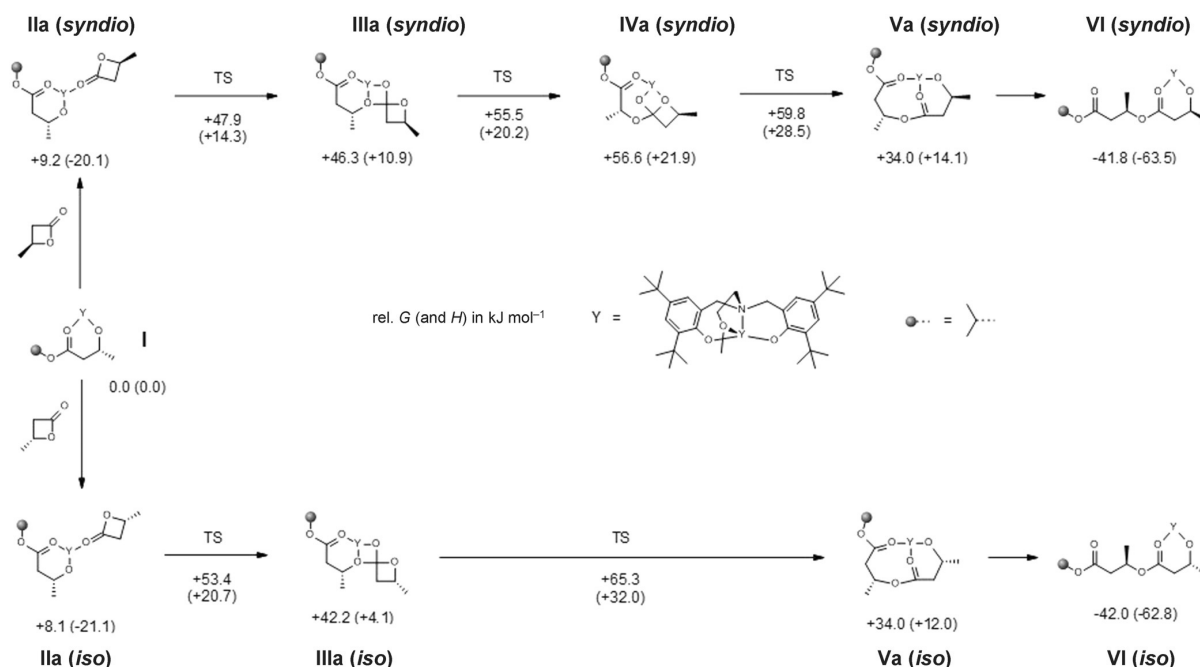 IIa (syndio)
IIIa (syndio)
IVa (syndio)
Va (syndio)
VI (syndio)
TS
+47.9
(+14.3)
TS
+55.5
(+20.2)
TS
+59.8
(+28.5)
+9.2 (-20.1)
+46.3 (+10.9)
+56.6 (+21.9)
+34.0 (+14.1)
-41.8 (-63.5)
I
0.0 (0.0)
rel. G (and H) in kJ mol⁻¹
Y =
=
TS
+53.4
(+20.7)
TS
+65.3
(+32.0)
+8.1 (-21.1)
+42.2 (+4.1)
+34.0 (+12.0)
-42.0 (-62.8)
IIa (iso)
IIIa (iso)
Va (iso)
VI (iso)